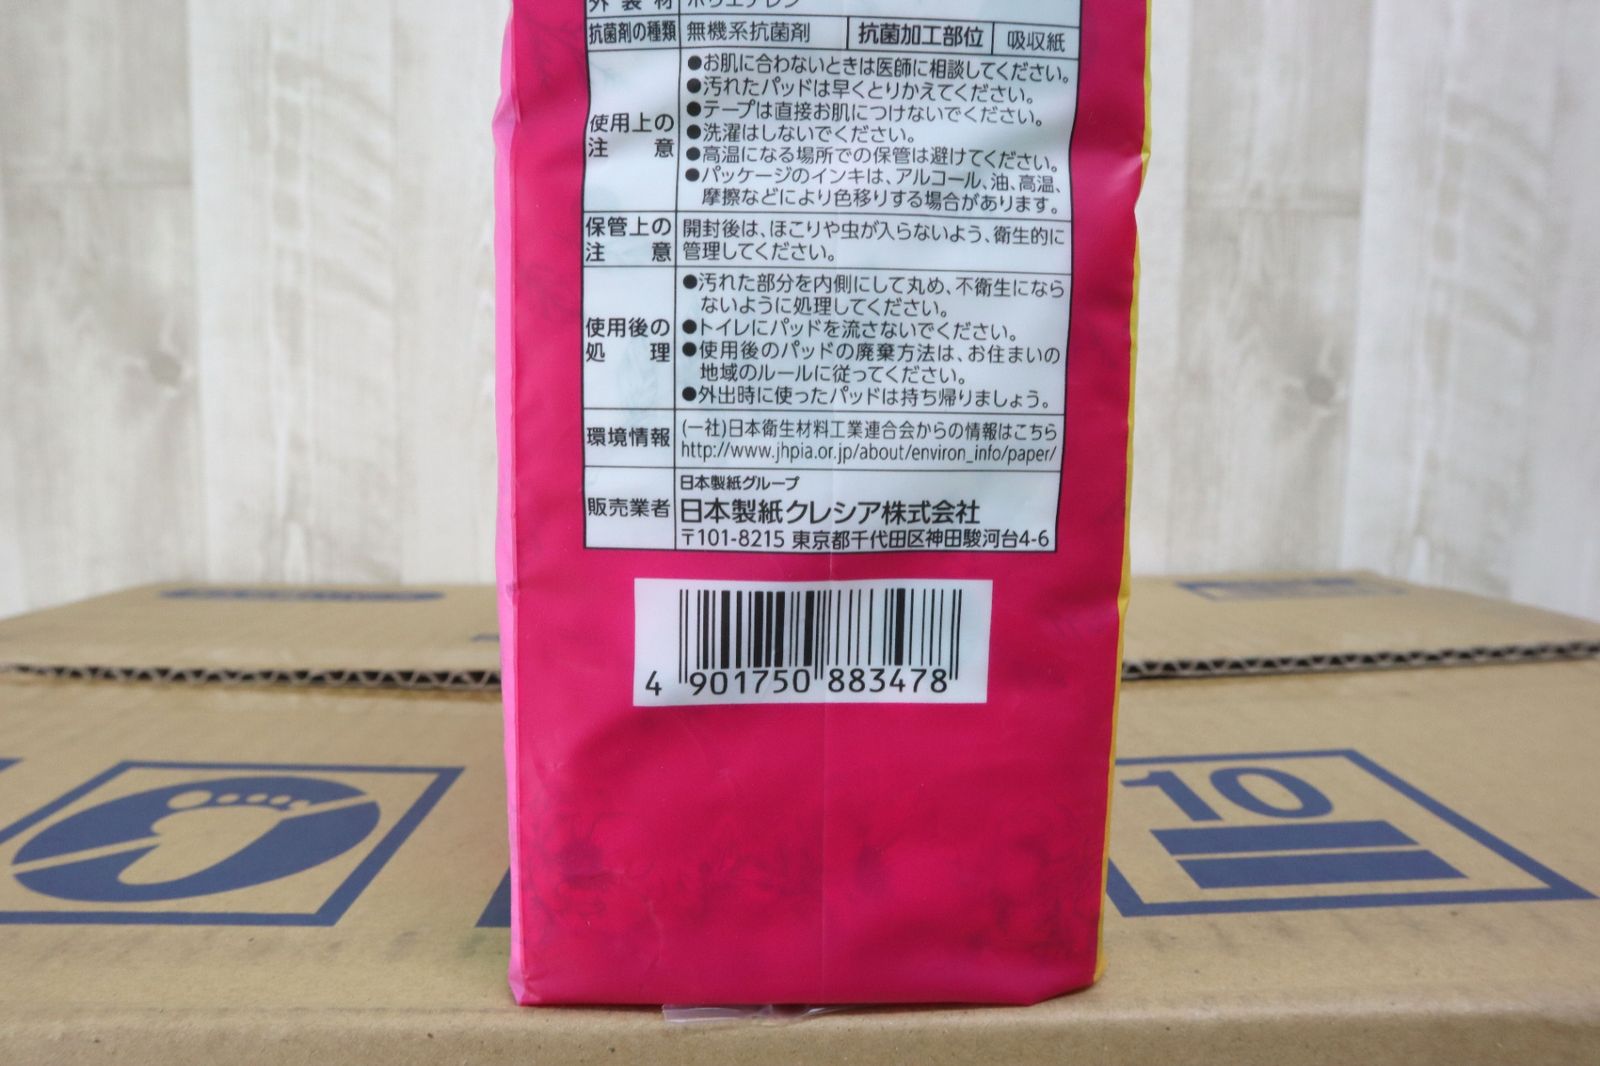 外装材 ポリエチレン
抗菌剤の種類 無機系抗菌剤 抗菌加工部位 吸収紙
使用上の注意
●お肌に合わないときは医師に相談してください。
●汚れたパッドは早くとりかえてください。
●テープは直接お肌につけないでください。
●洗濯はしないでください。
●高温になる場所での保管は避けてください。
●パッケージのインキは、アルコール、油、高温、
摩擦などにより色移りする場合があります。
保管上の注意
開封後は、ほこりや虫が入らないよう、衛生的に
管理してください。
使用後の処理
●汚れた部分を内側にして丸め、不衛生になら
ないように処理してください。
●トイレにパッドを流さないでください。
●使用後のパッドの廃棄方法は、お住まいの
地域のルールに従ってください。
●外出時に使ったパッドは持ち帰りましょう。
環境情報
(一社)日本衛生材料工業連合会からの情報はこちら
http://www.jhpia.or.jp/about/environ_info/paper/
販売業者
日本製紙グループ
日本製紙クレシア株式会社
〒101-8215 東京都千代田区神田駿河台4-6
4 901750 883478
10